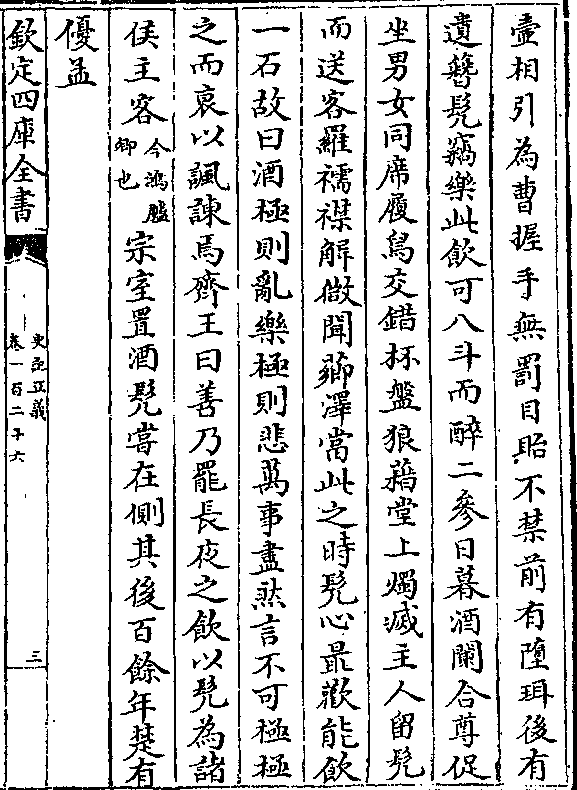 壺相引為曹握手無罰目眙不禁前有墮珥後有
遺簪髡竊樂此飲可八斗而醉二參日暮酒闌合尊促
坐男女同席履舄交錯杯盤狼藉堂上燭滅主人留髡
而送客羅襦襟解微聞薌澤當此之時髡心最歡能飲
一石故曰酒極則亂樂極則悲萬事盡然言不可極極
之而衰以諷諫焉齊王曰善乃罷長夜之飲以髡為諸
侯主客今鴻臚卿也宗室置酒髡嘗在側其後百餘年楚有
優孟
欽定四庫全書
史記正義
卷一百二十六
三